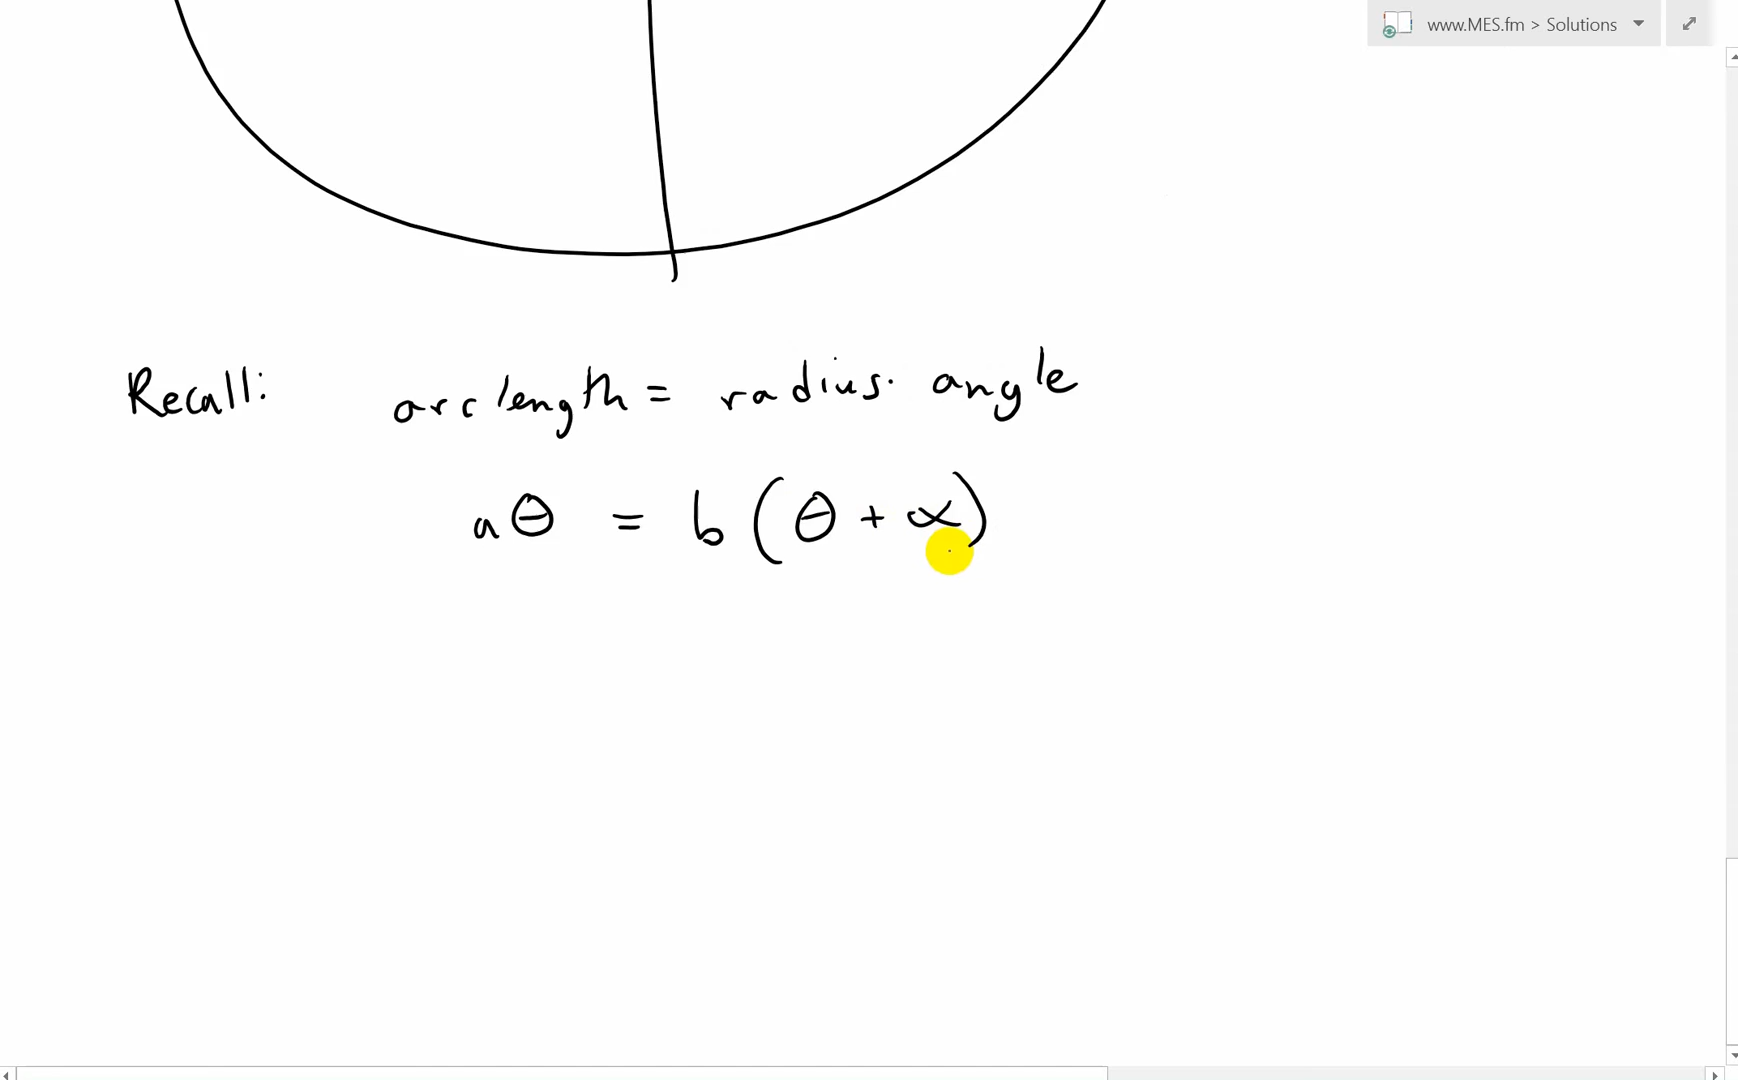 www.MES.fm > Solutions
Recall: arc length = radius · angle
aθ = b(θ + α)